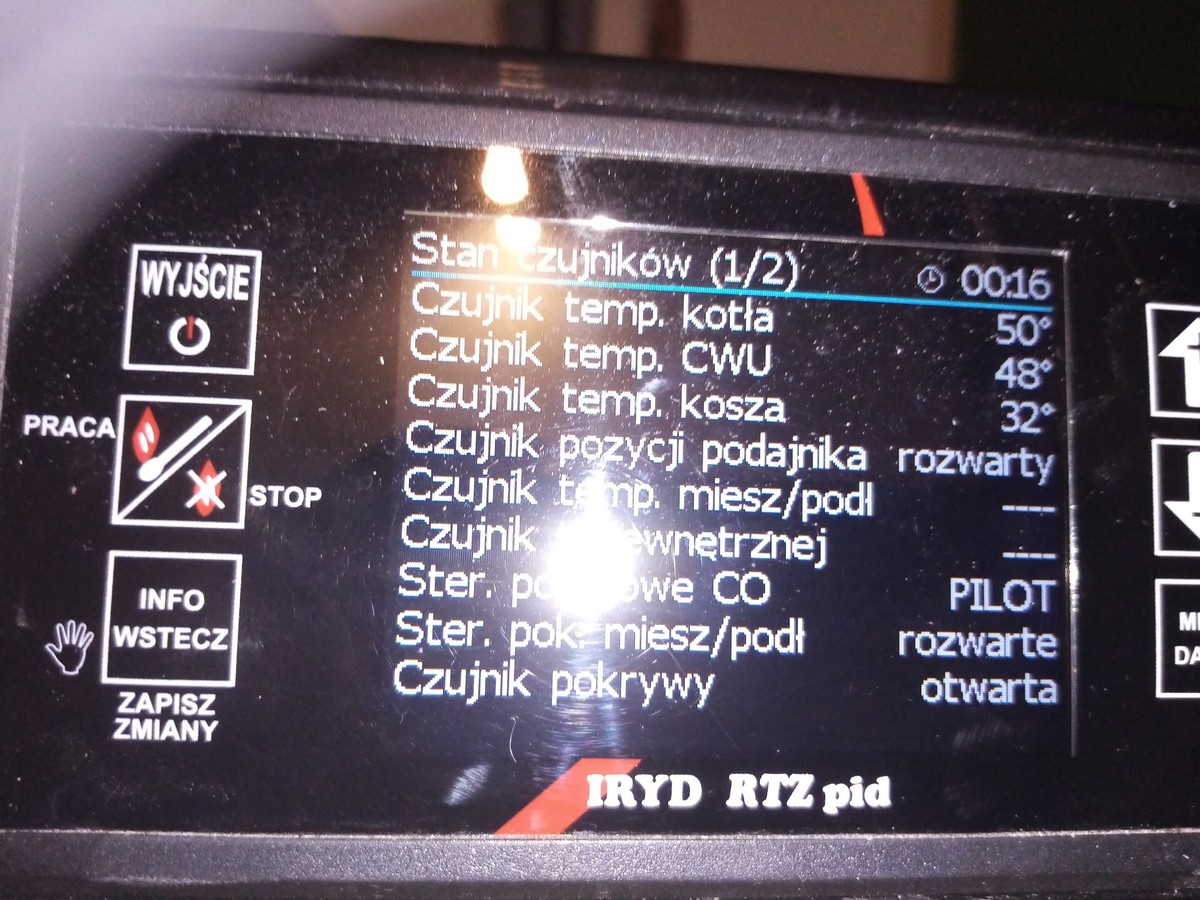 WYJŚCIE
PRACA
STOP
INFO
WSTECZ
ZAPISZ
ZMIANY
Stan czujników (1/2) 00:16
Czujnik temp. kotła 50°
Czujnik temp. CWU 48°
Czujnik temp. kosza 32°
Czujnik pozycji podajnika rozwarty
Czujnik temp. miesz/podł ----
Czujnik ----
Ster. CO PILOT
Ster. pok. miesz/podł rozwarte
Czujnik pokrywy otwarta
IRYD RTZ pid